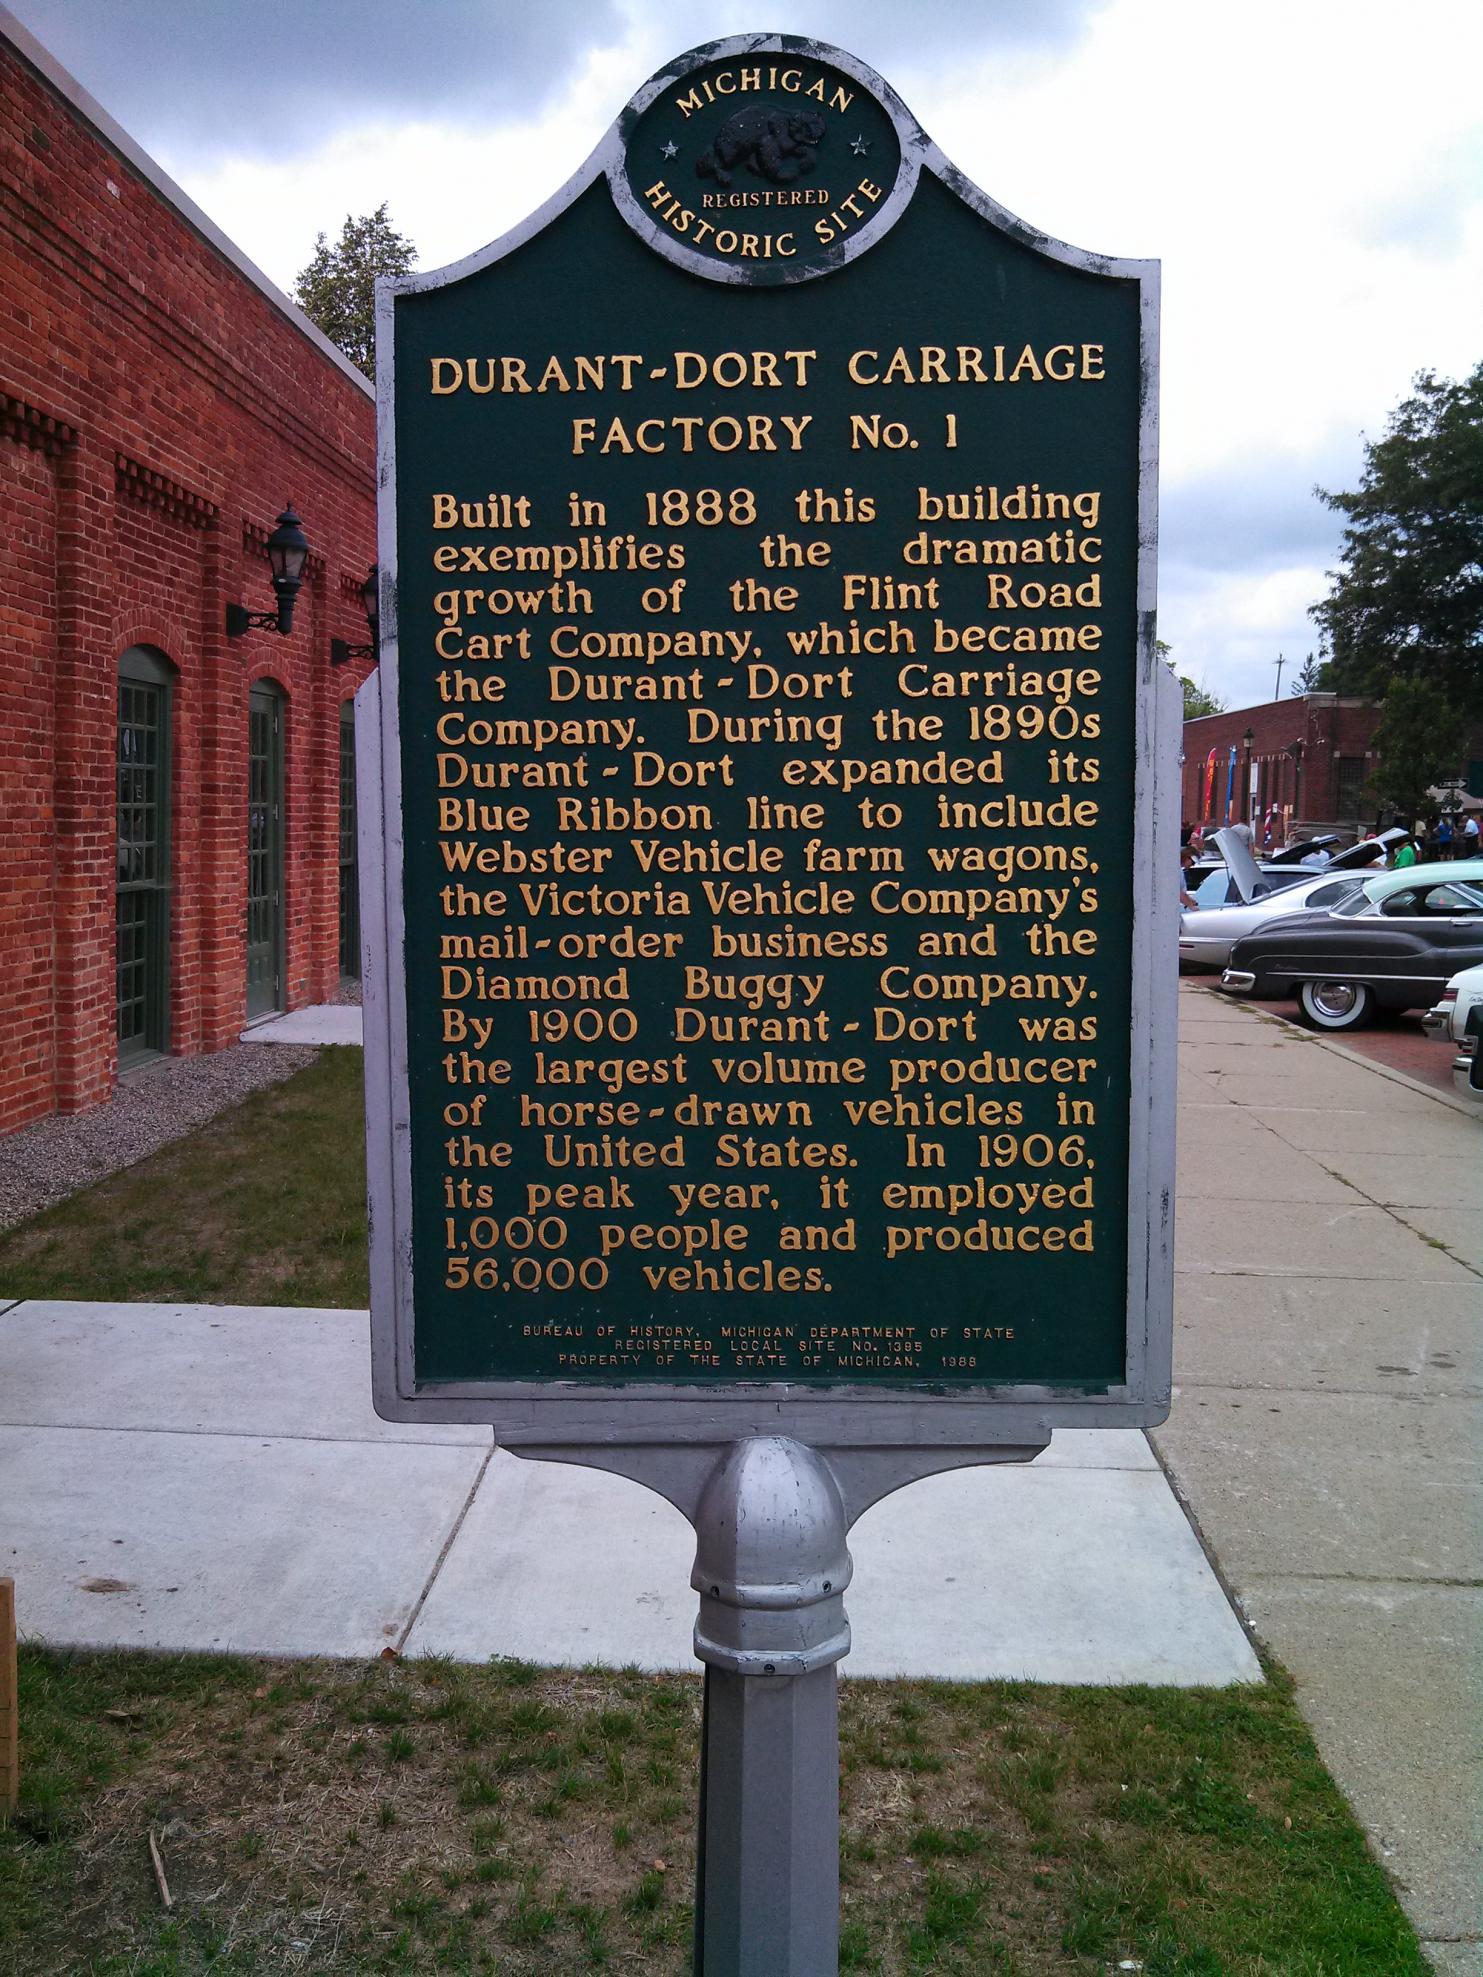 MICHIGAN
REGISTERED
HISTORIC SITE
DURANT-DORT CARRIAGE
FACTORY No. 1
Built in 1888 this building
exemplifies the dramatic
growth of the Flint Road
Cart Company, which became
the Durant-Dort Carriage
Company. During the 1890s
Durant-Dort expanded its
Blue Ribbon line to include
Webster Vehicle farm wagons,
the Victoria Vehicle Company's
mail-order business and the
Diamond Buggy Company.
By 1900 Durant-Dort was
the largest volume producer
of horse-drawn vehicles in
the United States. In 1906,
its peak year, it employed
1,000 people and produced
56,000 vehicles.
BUREAU OF HISTORY, MICHIGAN DEPARTMENT OF STATE
REGISTERED LOCAL SITE NO. 1395
PROPERTY OF THE STATE OF MICHIGAN, 1988